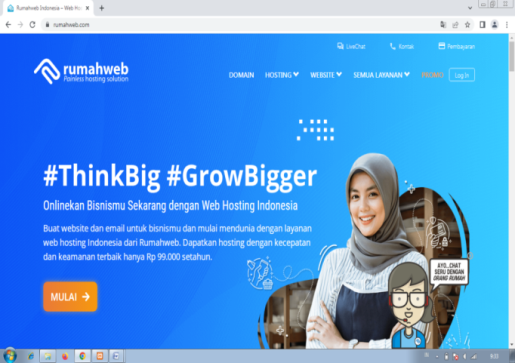 Rumahweb Indonesia – Web Hos
rumahweb.com
LiveChat Kontak Pembayaran
rumahweb
Painless hosting solution
DOMAIN HOSTING WEBSITE SEMUA LAYANAN PROMO Log In
#ThinkBig #GrowBigger
Onlinekan Bisnismu Sekarang dengan Web Hosting Indonesia
Buat website dan email untuk bisnismu dan mulai mendunia dengan layanan
web hosting Indonesia dari Rumahweb. Dapatkan hosting dengan kecepatan
dan keamanan terbaik hanya Rp 99.000 setahun.
MULAI
AYO, CHAT
SERU DENGAN
ORANG RUMAH